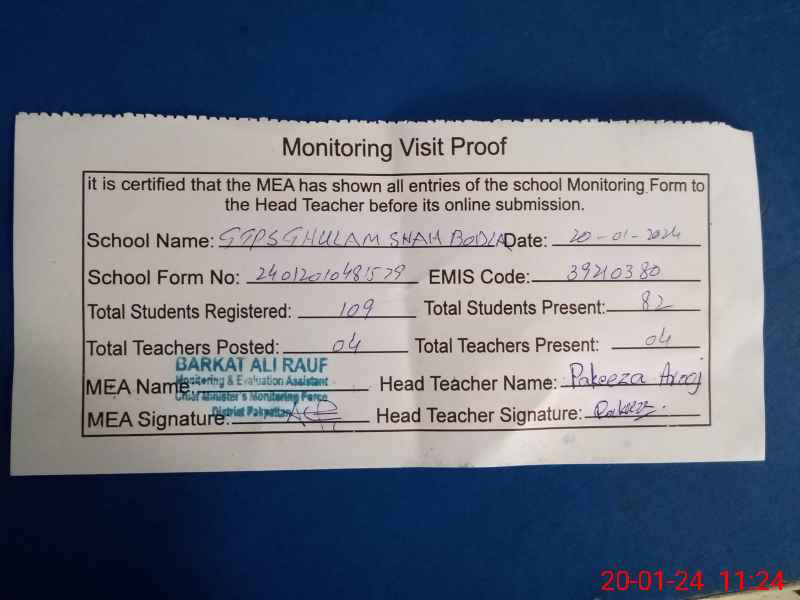 Monitoring Visit Proof
it is certified that the MEA has shown all entries of the school Monitoring Form to
the Head Teacher before its online submission.
School Name: GGPS GHULAM SHAH BODLA Date: 20-01-2024
School Form No: 24012010481579 EMIS Code: 39210380
Total Students Registered: 109 Total Students Present: 82
Total Teachers Posted: 04 Total Teachers Present: 04
BARKAT ALI RAUF
Monitoring & Evaluation Assistant
MEA Name: Head Teacher Name: Pakeeza Arooj
Chief Minister's Monitoring Force
District Pakpattan
MEA Signature: Head Teacher Signature: Pakeeza
20-01-24 11:24